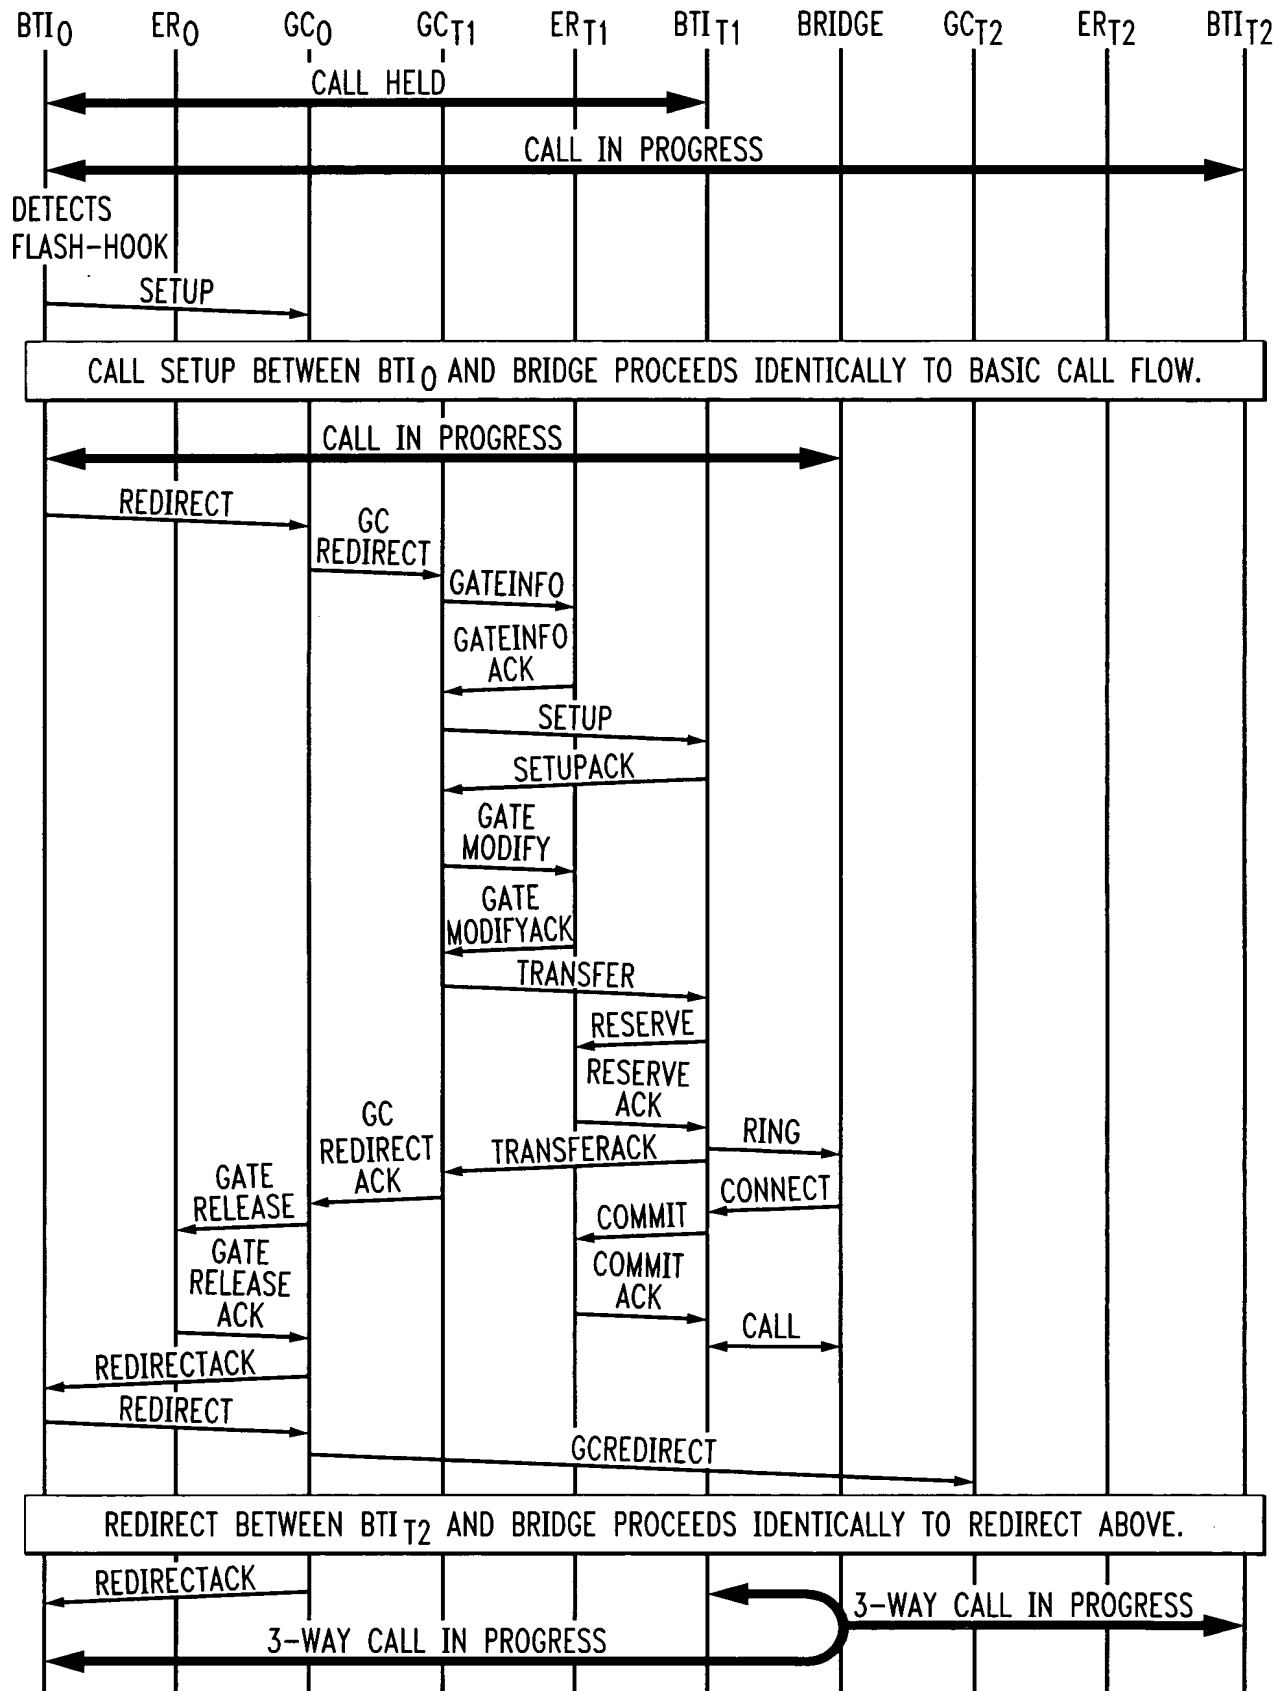 BTIO ERO GCO GCT1 ERT1 BTIT1 BRIDGE GCT2 ERT2 BTIT2
CALL HELD
CALL IN PROGRESS
DETECTS
FLASH-HOOK
SETUP
CALL SETUP BETWEEN BTIO AND BRIDGE PROCEEDS IDENTICALLY TO BASIC CALL FLOW.
CALL IN PROGRESS
REDIRECT
GC
REDIRECT
GATEINFO
GATEINFO
ACK
SETUP
SETUPACK
GATE
MODIFY
GATE
MODIFYACK
TRANSFER
RESERVE
RESERVE
ACK
RING
TRANSFERACK
GC
REDIRECT
ACK
CONNECT
GATE
RELEASE
COMMIT
GATE
RELEASE
ACK
COMMIT
ACK
CALL
REDIRECTACK
REDIRECT
GCREDIRECT
REDIRECT BETWEEN BTIT2 AND BRIDGE PROCEEDS IDENTICALLY TO REDIRECT ABOVE.
REDIRECTACK
3-WAY CALL IN PROGRESS
3-WAY CALL IN PROGRESS